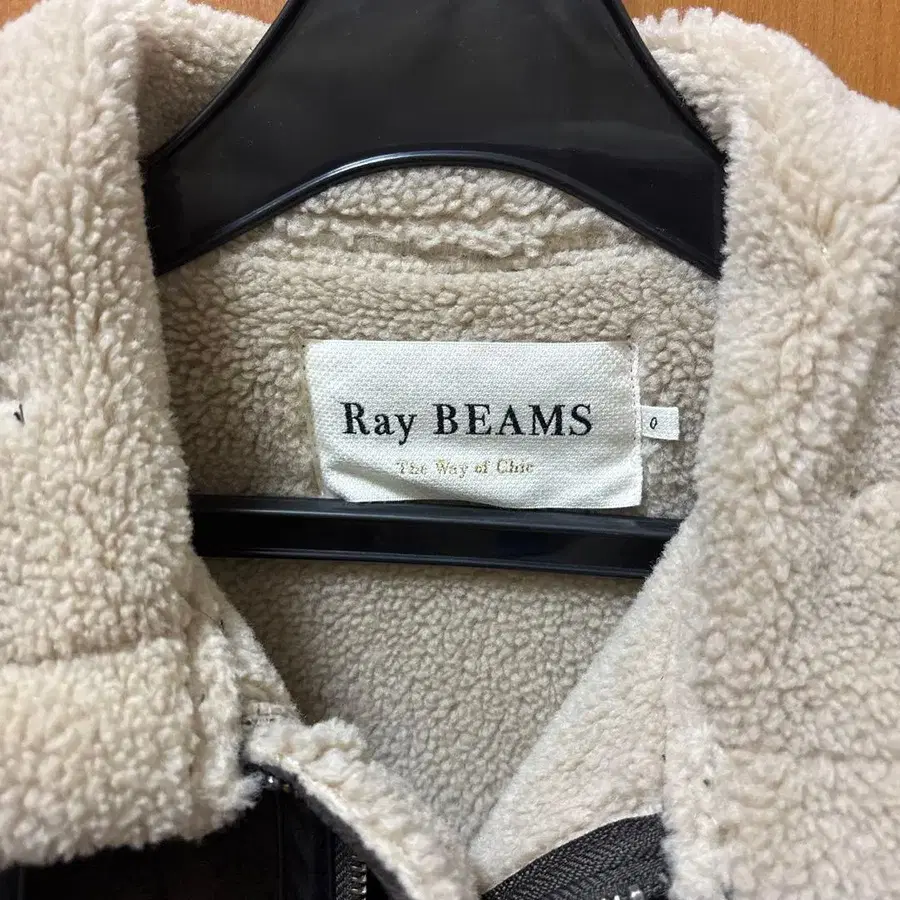 Ray BEAMS
0
The Way of Chic